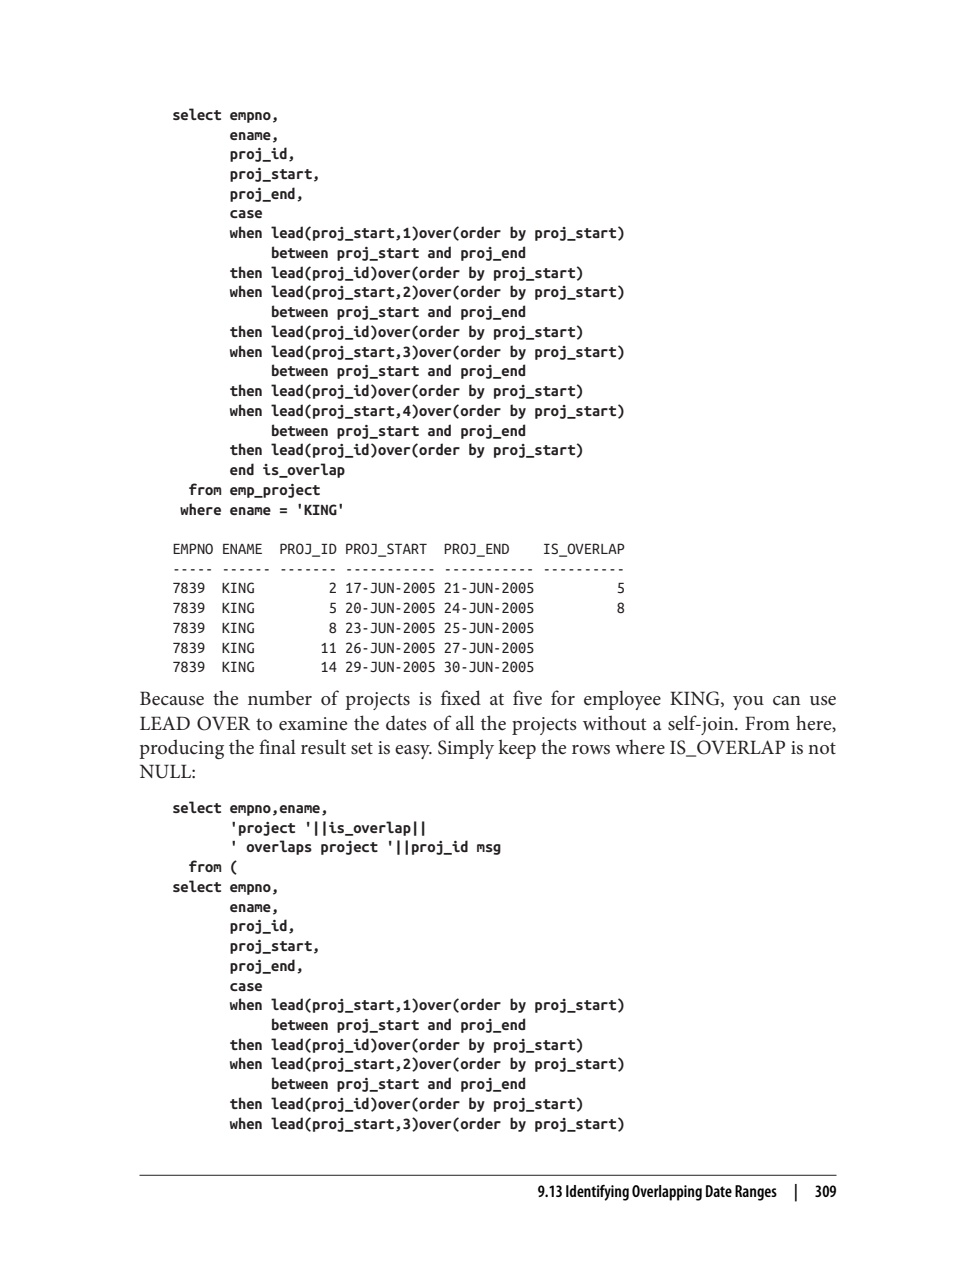 select empno,
       ename,
       proj_id,
       proj_start,
       proj_end,
       case
       when lead(proj_start,1)over(order by proj_start)
            between proj_start and proj_end
       then lead(proj_id)over(order by proj_start)
       when lead(proj_start,2)over(order by proj_start)
            between proj_start and proj_end
       then lead(proj_id)over(order by proj_start)
       when lead(proj_start,3)over(order by proj_start)
            between proj_start and proj_end
       then lead(proj_id)over(order by proj_start)
       when lead(proj_start,4)over(order by proj_start)
            between proj_start and proj_end
       then lead(proj_id)over(order by proj_start)
       end is_overlap
  from emp_project
 where ename = 'KING'
EMPNO ENAME  PROJ_ID PROJ_START  PROJ_END    IS_OVERLAP
----- ------ ------- ----------- ----------- ----------
7839  KING         2 17-JUN-2005 21-JUN-2005          5
7839  KING         5 20-JUN-2005 24-JUN-2005          8
7839  KING         8 23-JUN-2005 25-JUN-2005
7839  KING        11 26-JUN-2005 27-JUN-2005
7839  KING        14 29-JUN-2005 30-JUN-2005
Because the number of projects is fixed at five for employee KING, you can use
LEAD OVER to examine the dates of all the projects without a self-join. From here,
producing the final result set is easy. Simply keep the rows where IS_OVERLAP is not
NULL:
select empno,ename,
       'project '||is_overlap||
       ' overlaps project '||proj_id msg
  from (
select empno,
       ename,
       proj_id,
       proj_start,
       proj_end,
       case
       when lead(proj_start,1)over(order by proj_start)
            between proj_start and proj_end
       then lead(proj_id)over(order by proj_start)
       when lead(proj_start,2)over(order by proj_start)
            between proj_start and proj_end
       then lead(proj_id)over(order by proj_start)
       when lead(proj_start,3)over(order by proj_start)
9.13 Identifying Overlapping Date Ranges | 309